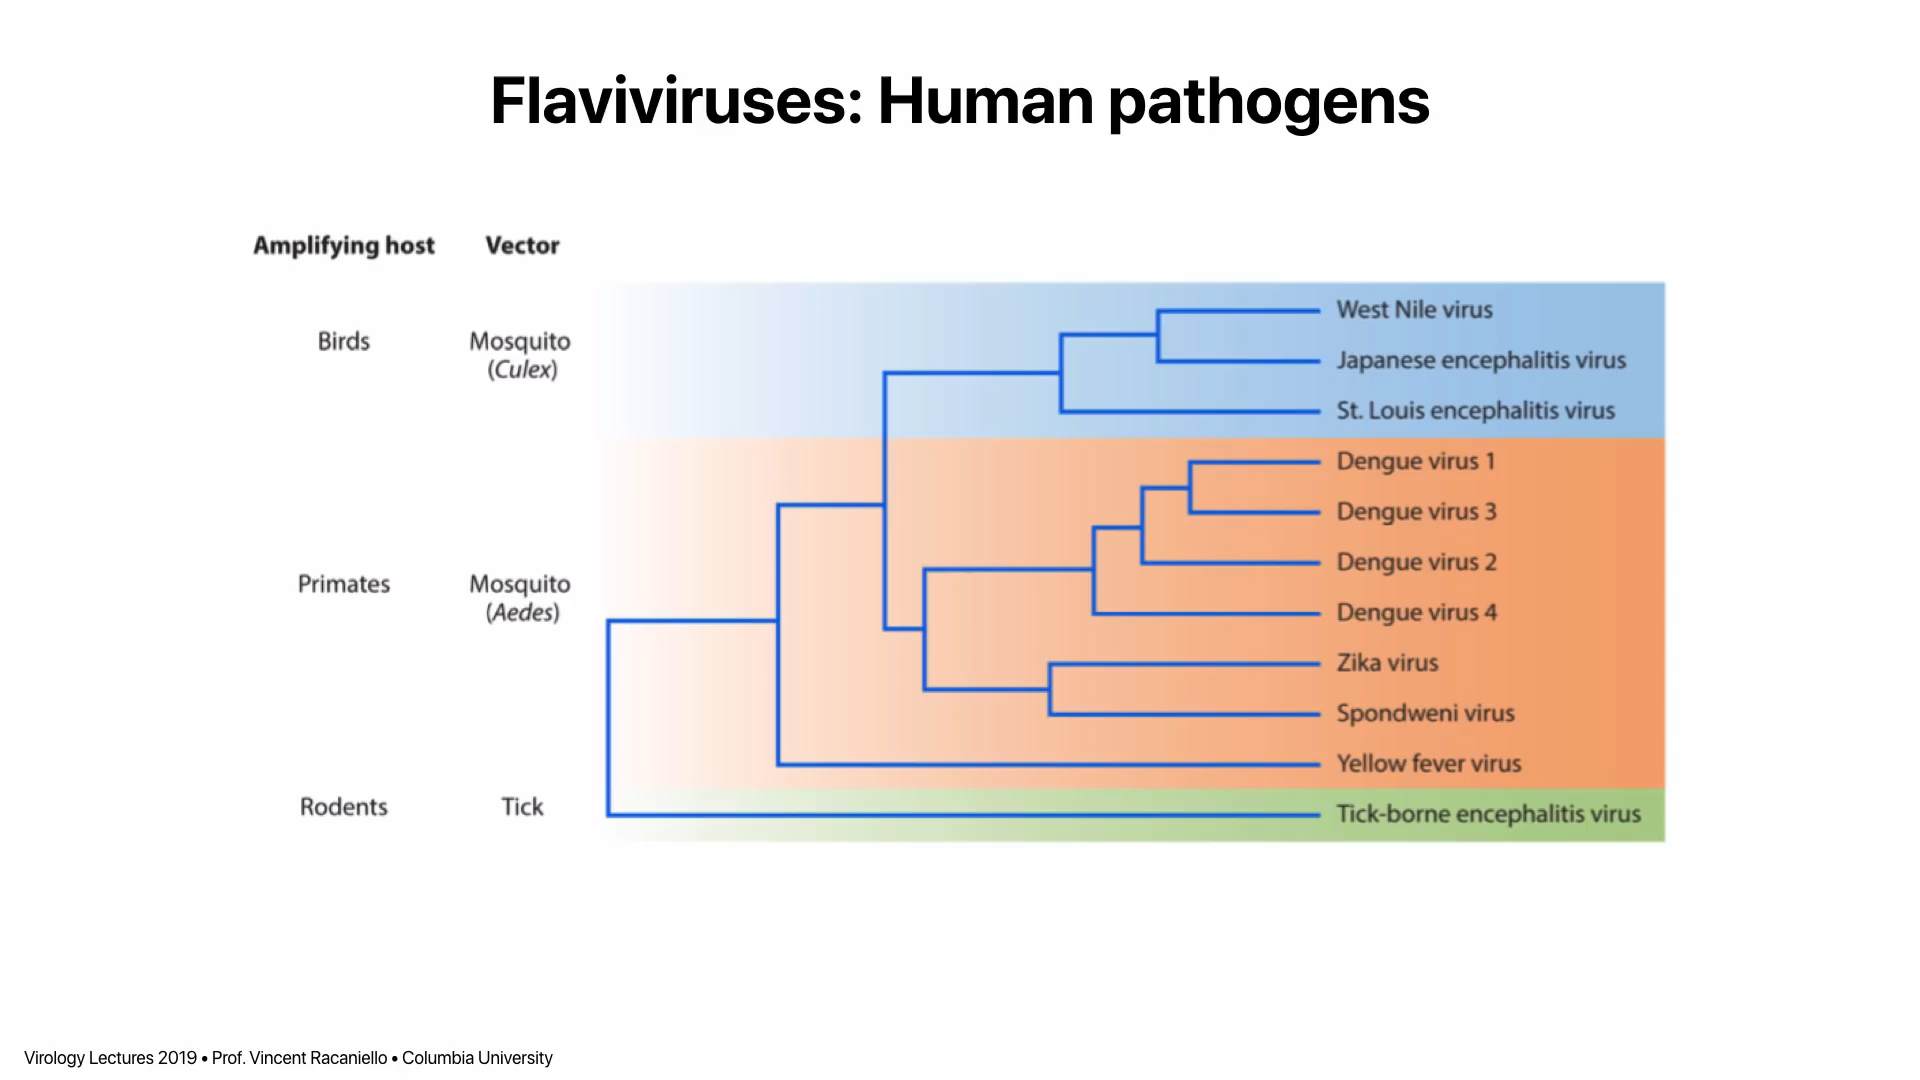 Flaviviruses: Human pathogens
Amplifying host Vector
Birds Mosquito
(Culex)
West Nile virus
Japanese encephalitis virus
St. Louis encephalitis virus
Primates Mosquito
(Aedes)
Dengue virus 1
Dengue virus 3
Dengue virus 2
Dengue virus 4
Zika virus
Spondweni virus
Yellow fever virus
Rodents Tick
Tick-borne encephalitis virus
Virology Lectures 2019 • Prof. Vincent Racaniello • Columbia University